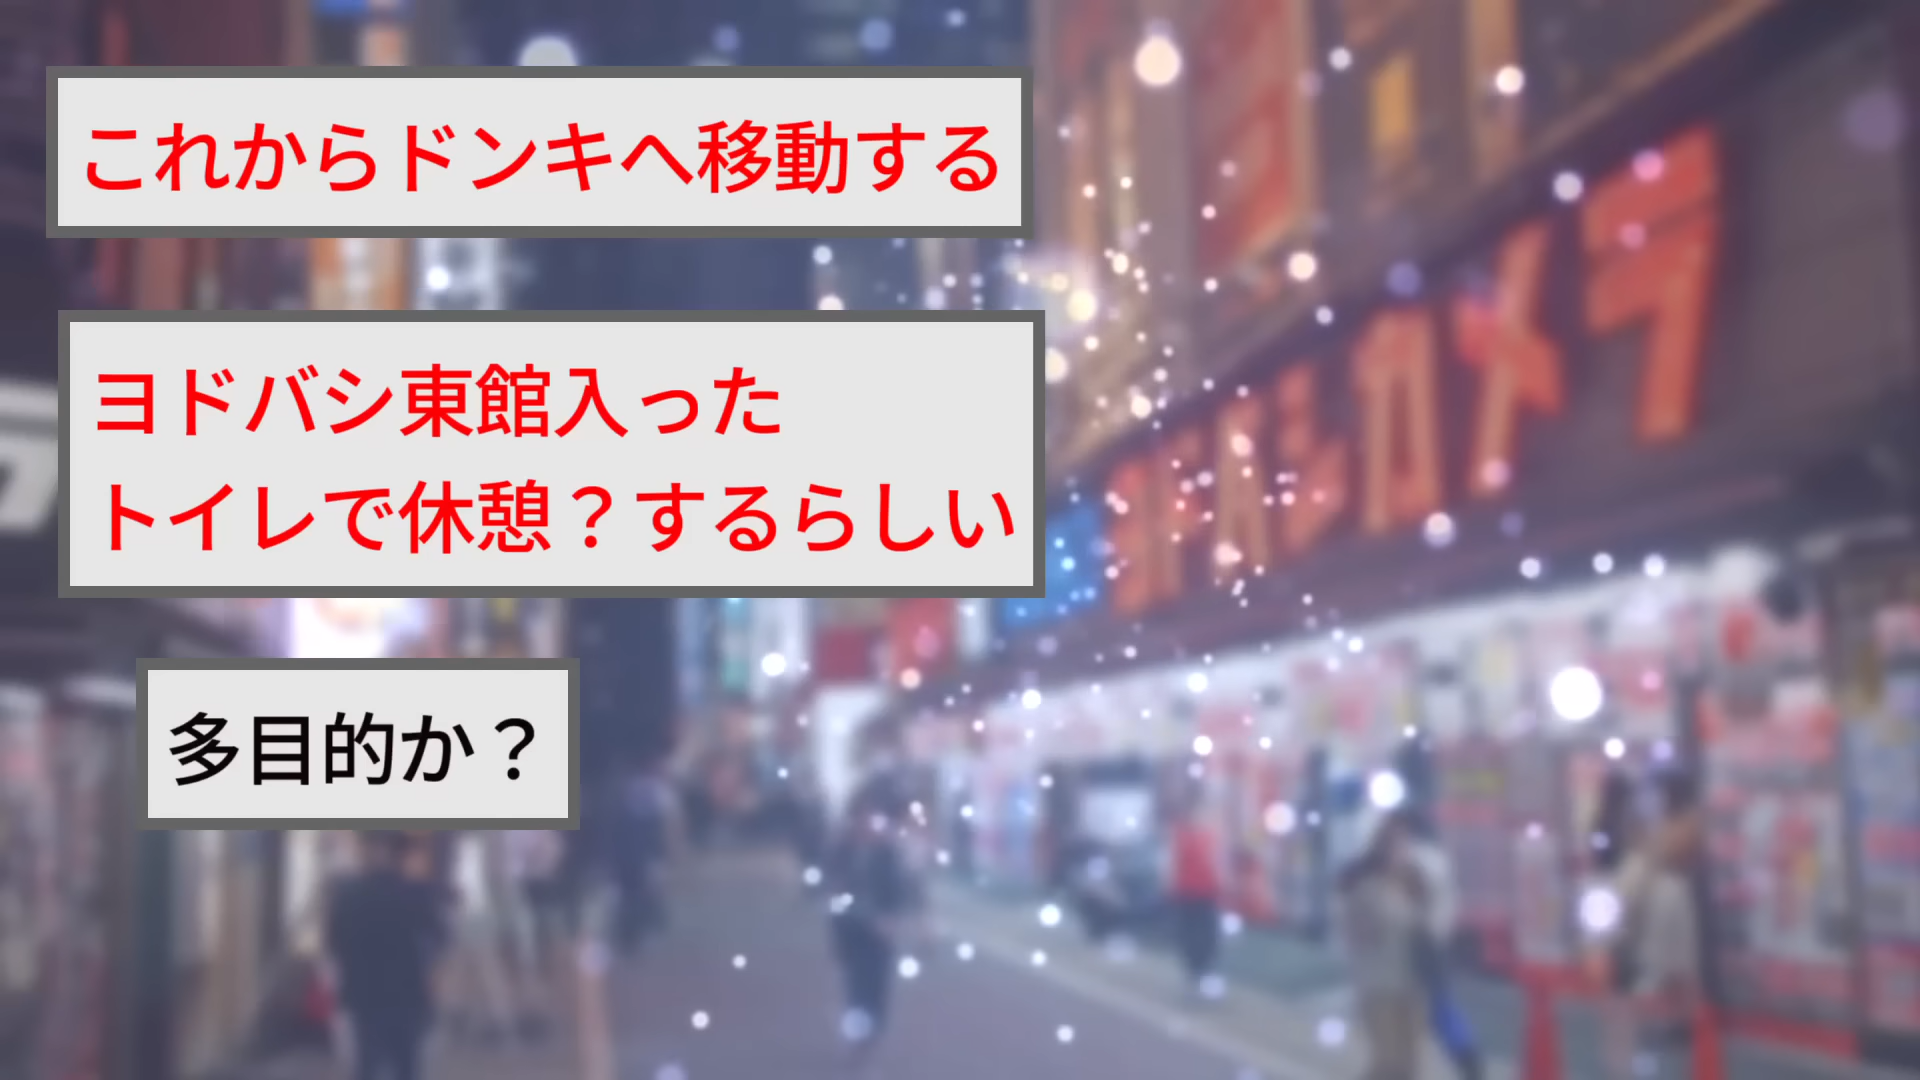 これからドンキへ移動する
ヨドバシ東館入った
トイレで休憩？するらしい
多目的か？
ヨドバシカメラ